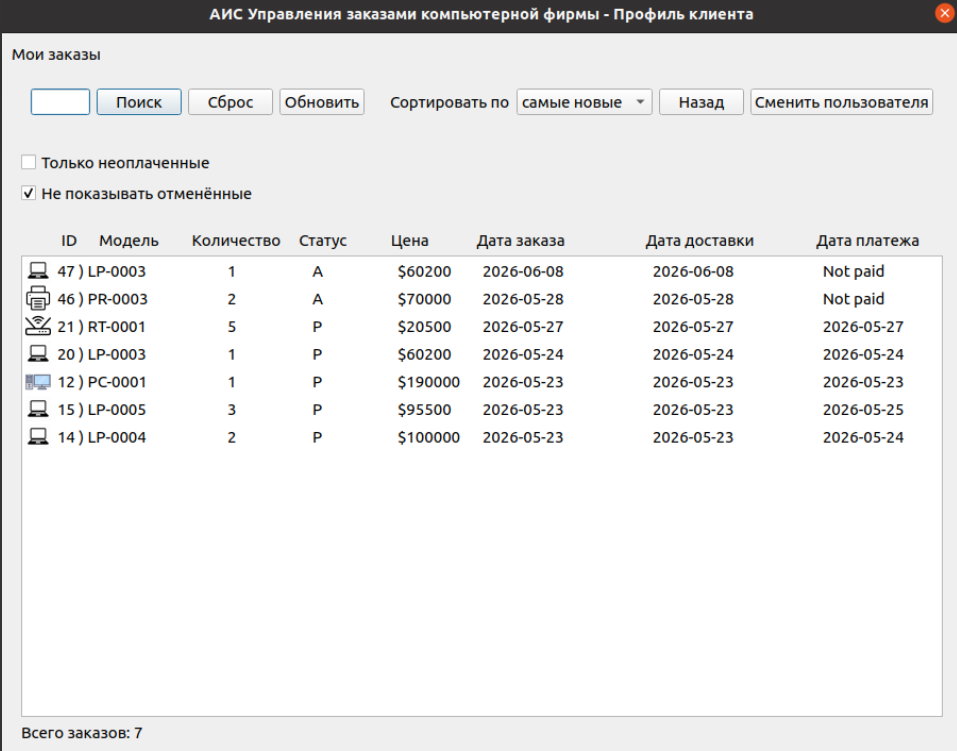 АИС Управления заказами компьютерной фирмы - Профиль клиента
Мои заказы
Поиск Сброс Обновить Сортировать по самые новые Назад Сменить пользователя
Только неоплаченные
Не показывать отменённые
ID Модель Количество Статус Цена Дата заказа Дата доставки Дата платежа
47 ) LP-0003 1 A $60200 2026-06-08 2026-06-08 Not paid
46 ) PR-0003 2 A $70000 2026-05-28 2026-05-28 Not paid
21 ) RT-0001 5 P $20500 2026-05-27 2026-05-27 2026-05-27
20 ) LP-0003 1 P $60200 2026-05-24 2026-05-24 2026-05-24
12 ) PC-0001 1 P $190000 2026-05-23 2026-05-23 2026-05-23
15 ) LP-0005 3 P $95500 2026-05-23 2026-05-23 2026-05-25
14 ) LP-0004 2 P $100000 2026-05-23 2026-05-23 2026-05-24
Всего заказов: 7